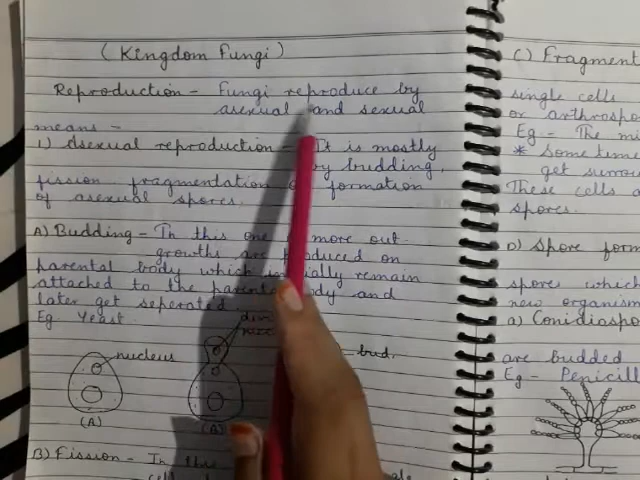 (Kingdom Fungi)
Reproduction - Fungi reproduce by
asexual and sexual
means -
1) Asexual reproduction - It is mostly
by budding,
fission fragmentation formation
of asexual spores.
A) Budding - In this one more out-
growths are produced on
parental body which remain
attached to the body and
later get seperated
Eg Yeast.
nucleus
bud.
(A)
(A)
B) Fission - In this
C) Fragment
single cells
or arthrospo
Eg - The mi
* Sometime
get surrou
These cells a
spores.
D) Spore form
spores which
new organism
a) Conidiospo
are budded
Eg - Penicill